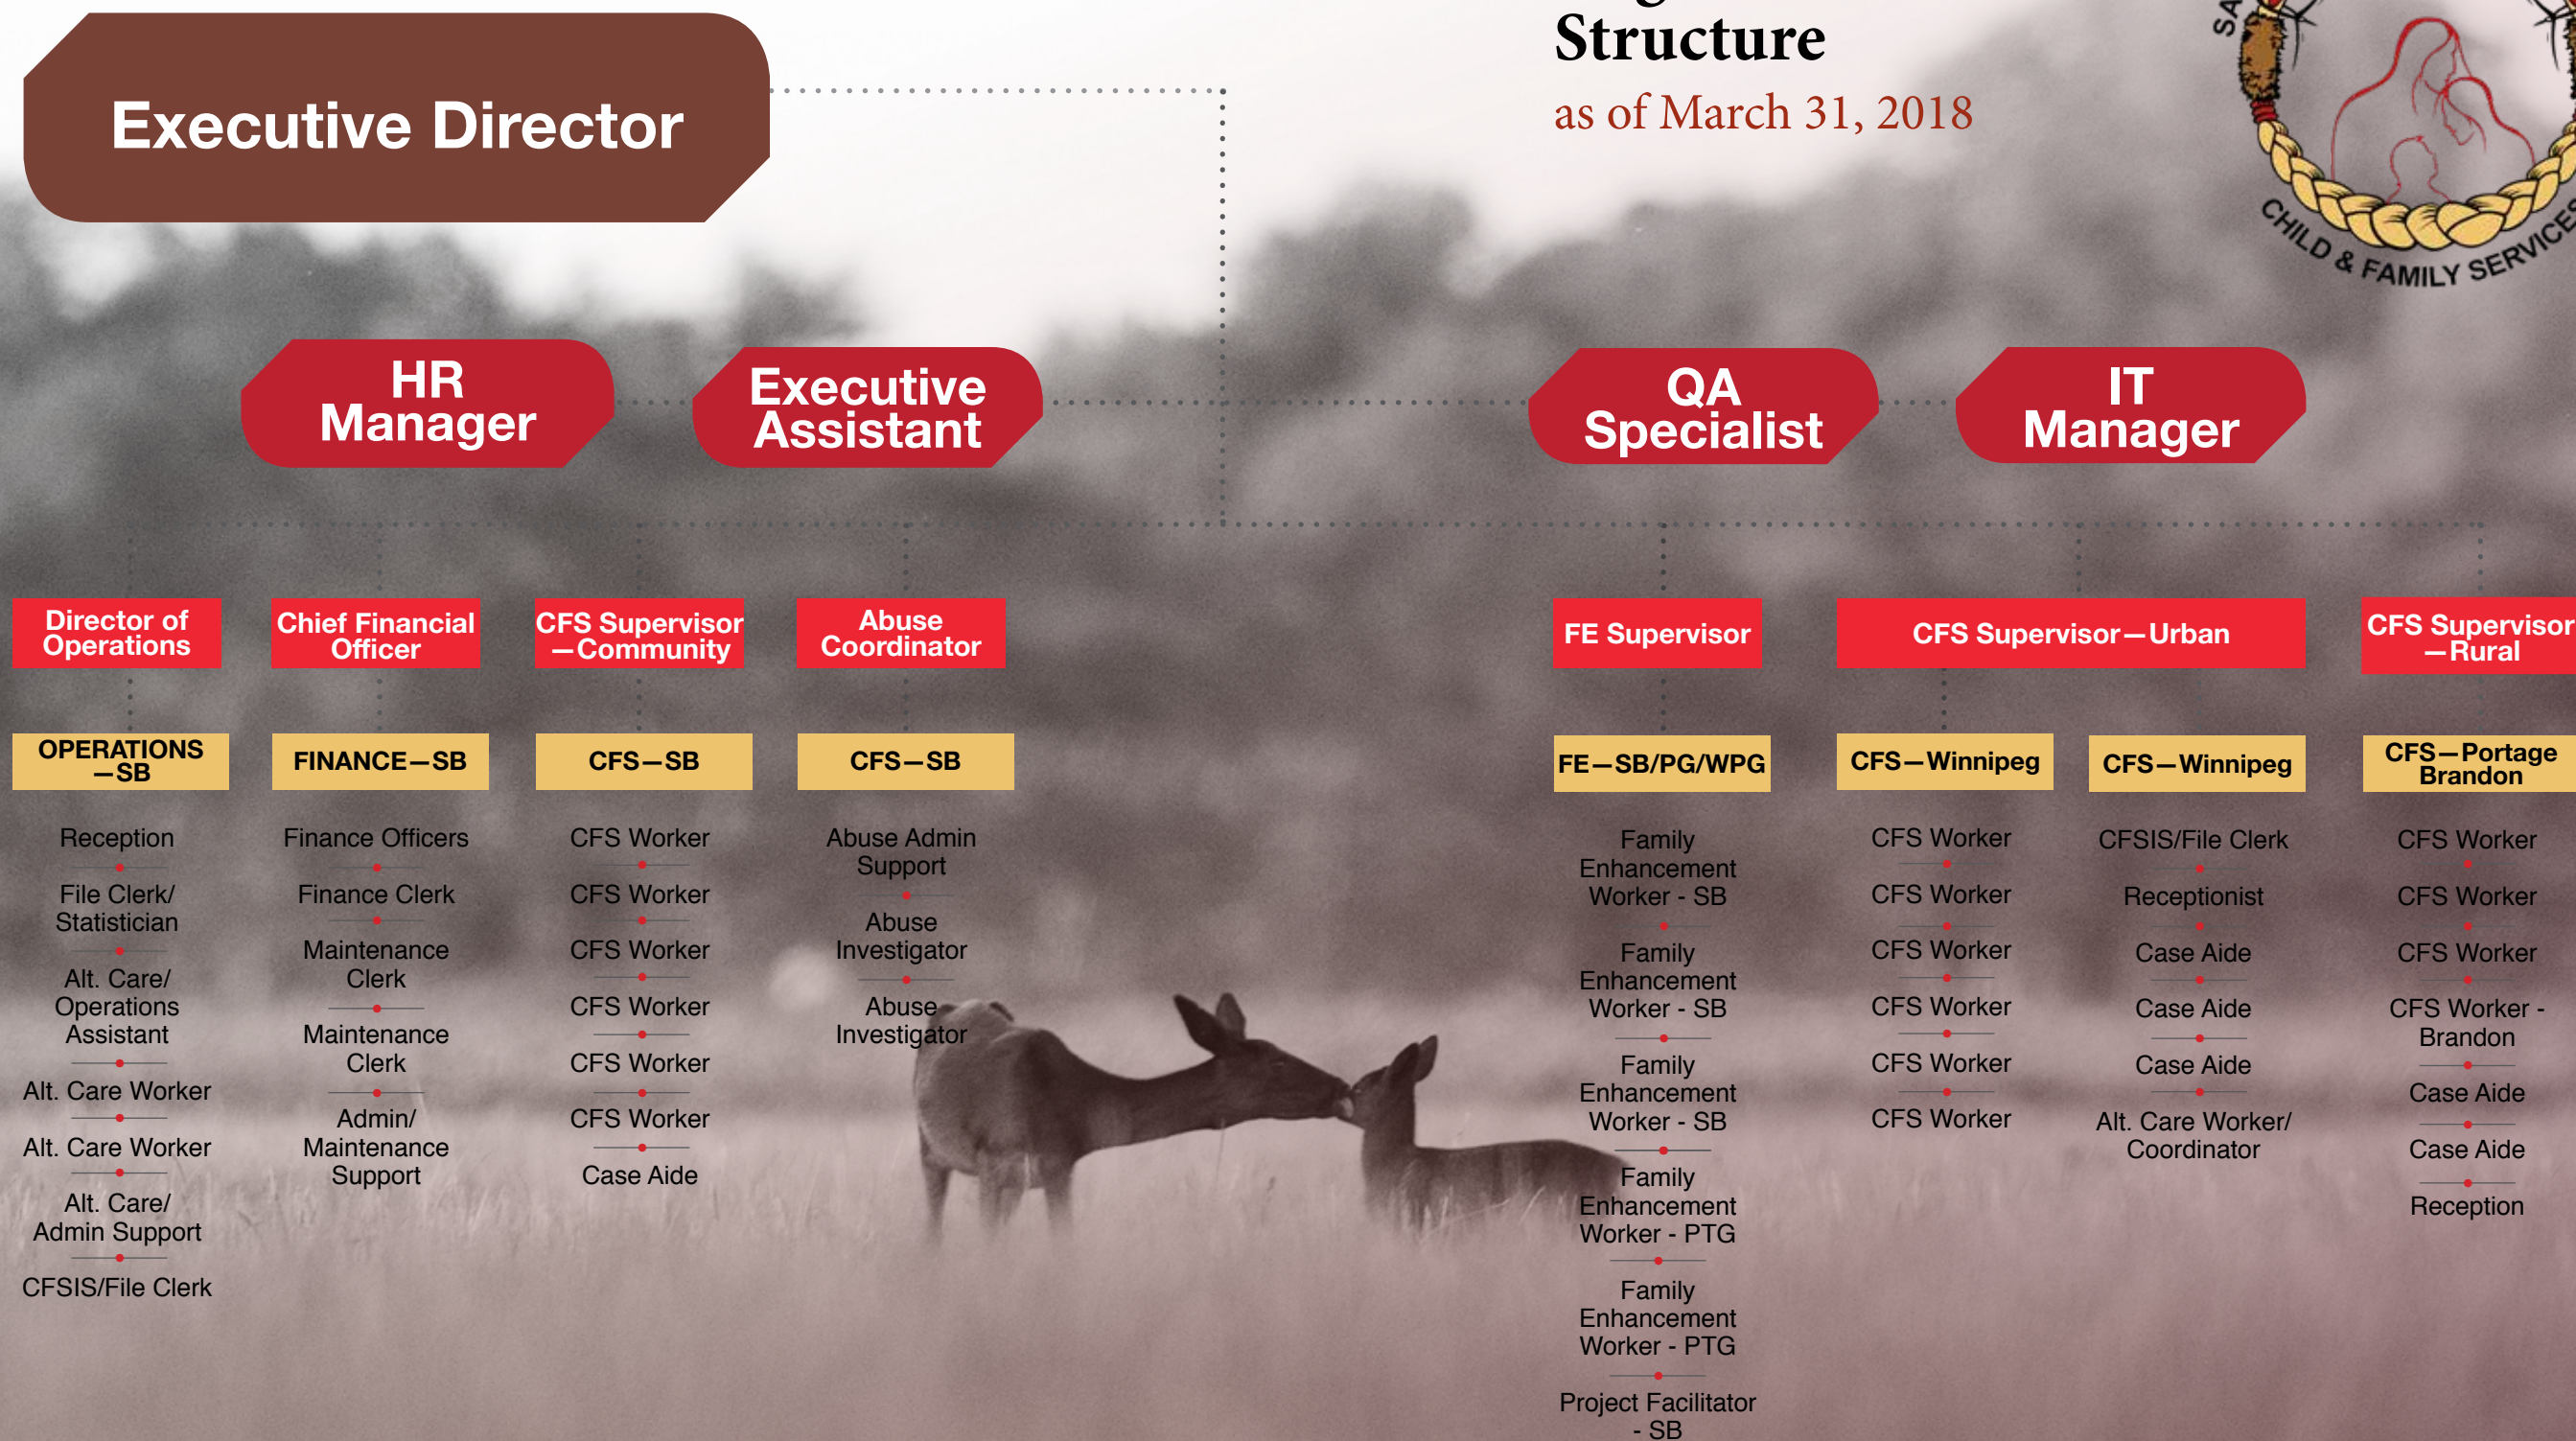 Structure
as of March 31, 2018
SA
CHILD & FAMILY SERVICES
Executive Director
HR
Manager
Executive
Assistant
QA
Specialist
IT
Manager
Director of
Operations
OPERATIONS
—SB
Reception
File Clerk/
Statistician
Alt. Care/
Operations
Assistant
Alt. Care Worker
Alt. Care Worker
Alt. Care/
Admin Support
CFSIS/File Clerk
Chief Financial
Officer
FINANCE—SB
Finance Officers
Finance Clerk
Maintenance
Clerk
Maintenance
Clerk
Admin/
Maintenance
Support
CFS Supervisor
—Community
CFS—SB
CFS Worker
CFS Worker
CFS Worker
CFS Worker
CFS Worker
CFS Worker
Case Aide
Abuse
Coordinator
CFS—SB
Abuse Admin
Support
Abuse
Investigator
Abuse
Investigator
FE Supervisor
FE—SB/PG/WPG
Family
Enhancement
Worker - SB
Family
Enhancement
Worker - SB
Family
Enhancement
Worker - SB
Family
Enhancement
Worker - PTG
Family
Enhancement
Worker - PTG
Project Facilitator
- SB
CFS Supervisor—Urban
CFS—Winnipeg
CFS Worker
CFS Worker
CFS Worker
CFS Worker
CFS Worker
CFS Worker
CFS—Winnipeg
CFSIS/File Clerk
Receptionist
Case Aide
Case Aide
Case Aide
Alt. Care Worker/
Coordinator
CFS Supervisor
—Rural
CFS—Portage
Brandon
CFS Worker
CFS Worker
CFS Worker
CFS Worker -
Brandon
Case Aide
Case Aide
Reception